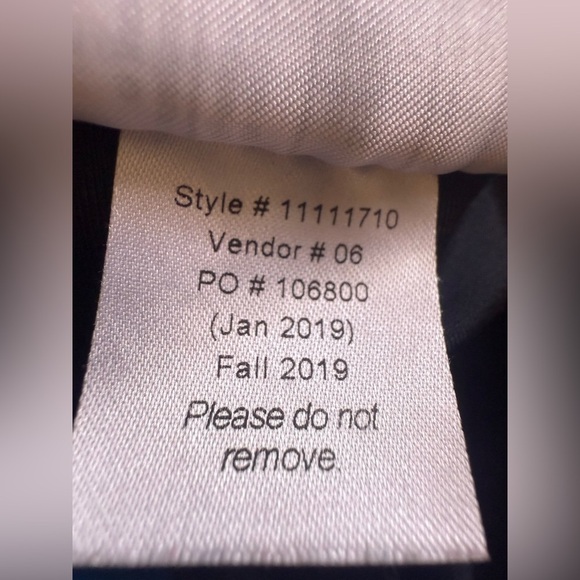 Style # 11111710
Vendor # 06
PO # 106800
(Jan 2019)
Fall 2019
Please do not
remove.